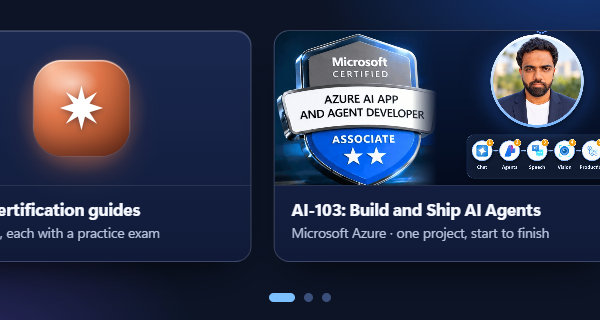 ertification guides
, each with a practice exam
Microsoft
CERTIFIED
AZURE AI APP
AND AGENT DEVELOPER
ASSOCIATE
Chat Agents Speech Vision Production
AI-103: Build and Ship AI Agents
Microsoft Azure · one project, start to finish